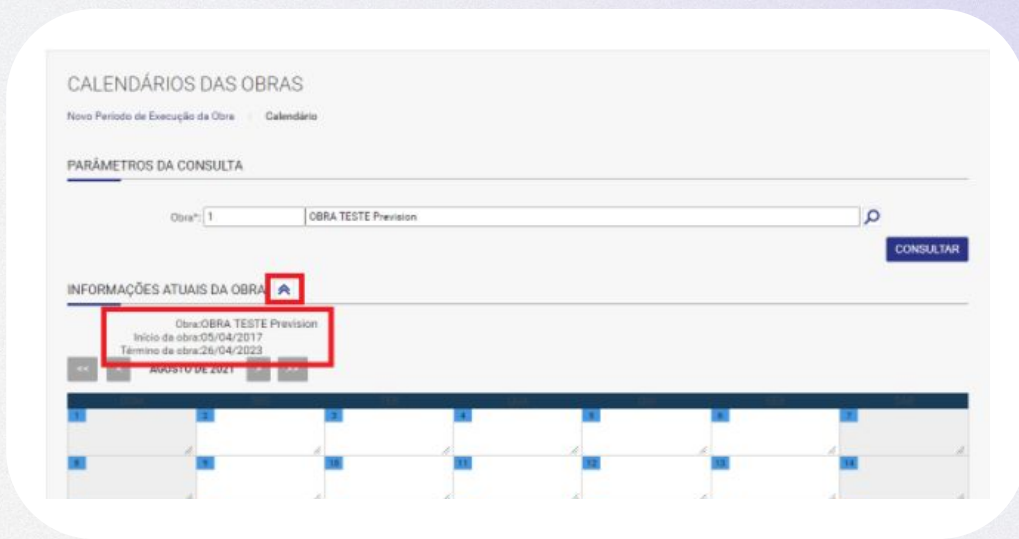 CALENDÁRIOS DAS OBRAS
Novo Período de Execução da Obra Calendário
PARÂMETROS DA CONSULTA
Obra*: 1 OBRA TESTE Prevision
CONSULTAR
INFORMAÇÕES ATUAIS DA OBRA
Obra:OBRA TESTE Prevision
Início da obra:05/04/2017
Término da obra:26/04/2023
<< < AGOSTO DE 2021 > >>
1 2 3 4 5 6 7
8 9 10 11 12 13 14